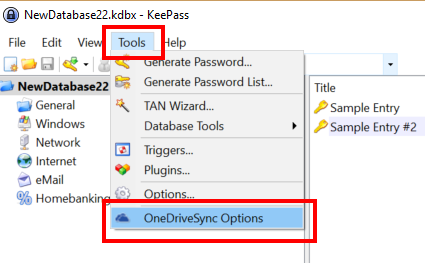 NewDatabase22.kdbx - KeePass
File Edit View Tools Help
Generate Password...
Generate Password List...
TAN Wizard...
Database Tools
Triggers...
Plugins...
Options...
OneDriveSync Options
NewDatabase22
General
Windows
Network
Internet
eMail
Homebanking
Title
Sample Entry
Sample Entry #2